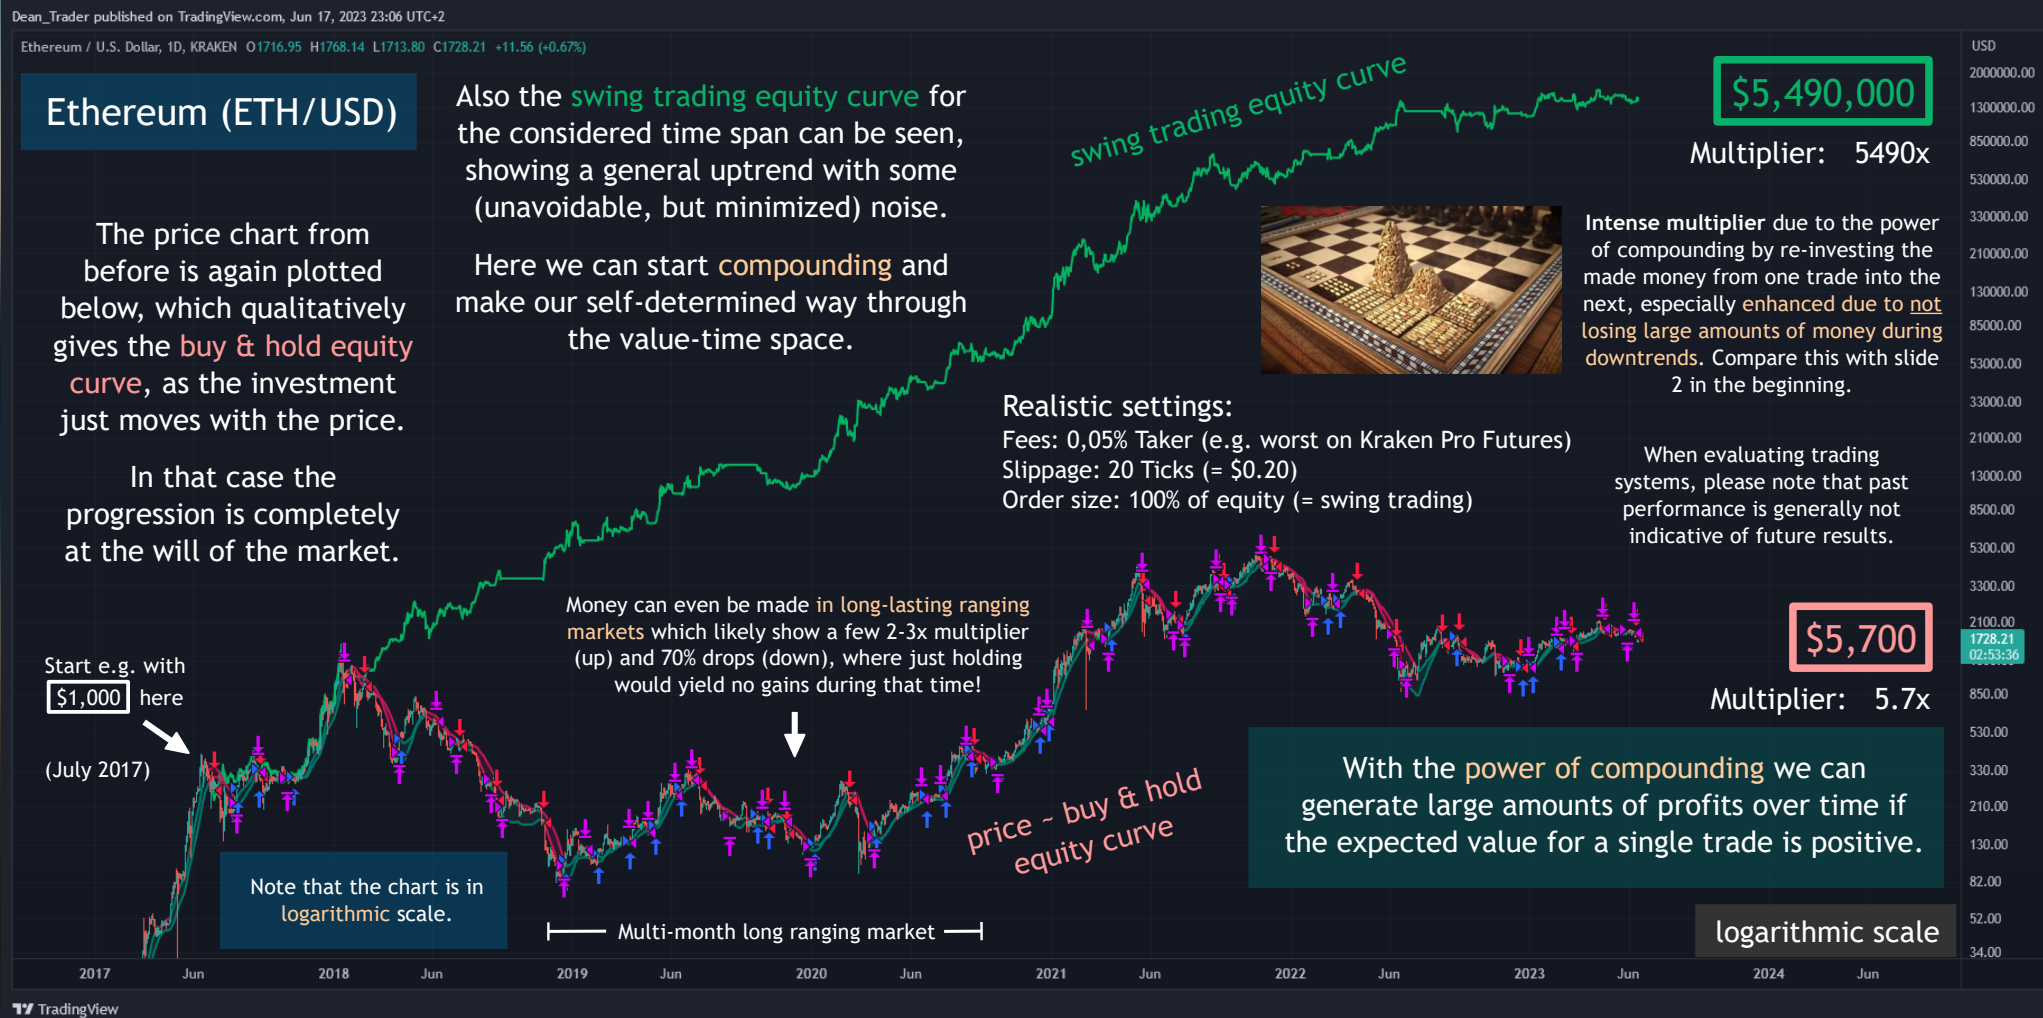 Dean_Trader published on TradingView.com, Jun 17, 2023 23:06 UTC+2
Ethereum / U.S. Dollar, 1D, KRAKEN O1716.95 H1768.14 L1713.80 C1728.21 +11.56 (+0.67%)
Ethereum (ETH/USD)
The price chart from
before is again plotted
below, which qualitatively
gives the buy & hold equity
curve, as the investment
just moves with the price.
In that case the
progression is completely
at the will of the market.
Also the swing trading equity curve for
the considered time span can be seen,
showing a general uptrend with some
(unavoidable, but minimized) noise.
Here we can start compounding and
make our self-determined way through
the value-time space.
swing trading equity curve
$5,490,000
Multiplier: 5490x
Intense multiplier due to the power
of compounding by re-investing the
made money from one trade into the
next, especially enhanced due to not
losing large amounts of money during
downtrends. Compare this with slide
2 in the beginning.
Realistic settings:
Fees: 0,05% Taker (e.g. worst on Kraken Pro Futures)
Slippage: 20 Ticks (= $0.20)
Order size: 100% of equity (= swing trading)
When evaluating trading
systems, please note that past
performance is generally not
indicative of future results.
Money can even be made in long-lasting ranging
markets which likely show a few 2-3x multiplier
(up) and 70% drops (down), where just holding
would yield no gains during that time!
Start e.g. with
$1,000 here
(July 2017)
$5,700
Multiplier: 5.7x
price ~ buy & hold
equity curve
With the power of compounding we can
generate large amounts of profits over time if
the expected value for a single trade is positive.
Note that the chart is in
logarithmic scale.
Multi-month long ranging market
logarithmic scale
USD
2000000.00
1300000.00
850000.00
530000.00
330000.00
210000.00
130000.00
85000.00
53000.00
33000.00
21000.00
13000.00
8500.00
5300.00
3300.00
2100.00
1728.21
02:53:36
850.00
530.00
330.00
210.00
130.00
82.00
52.00
34.00
2017 Jun 2018 Jun 2019 Jun 2020 Jun 2021 Jun 2022 Jun 2023 Jun 2024 Jun
TradingView